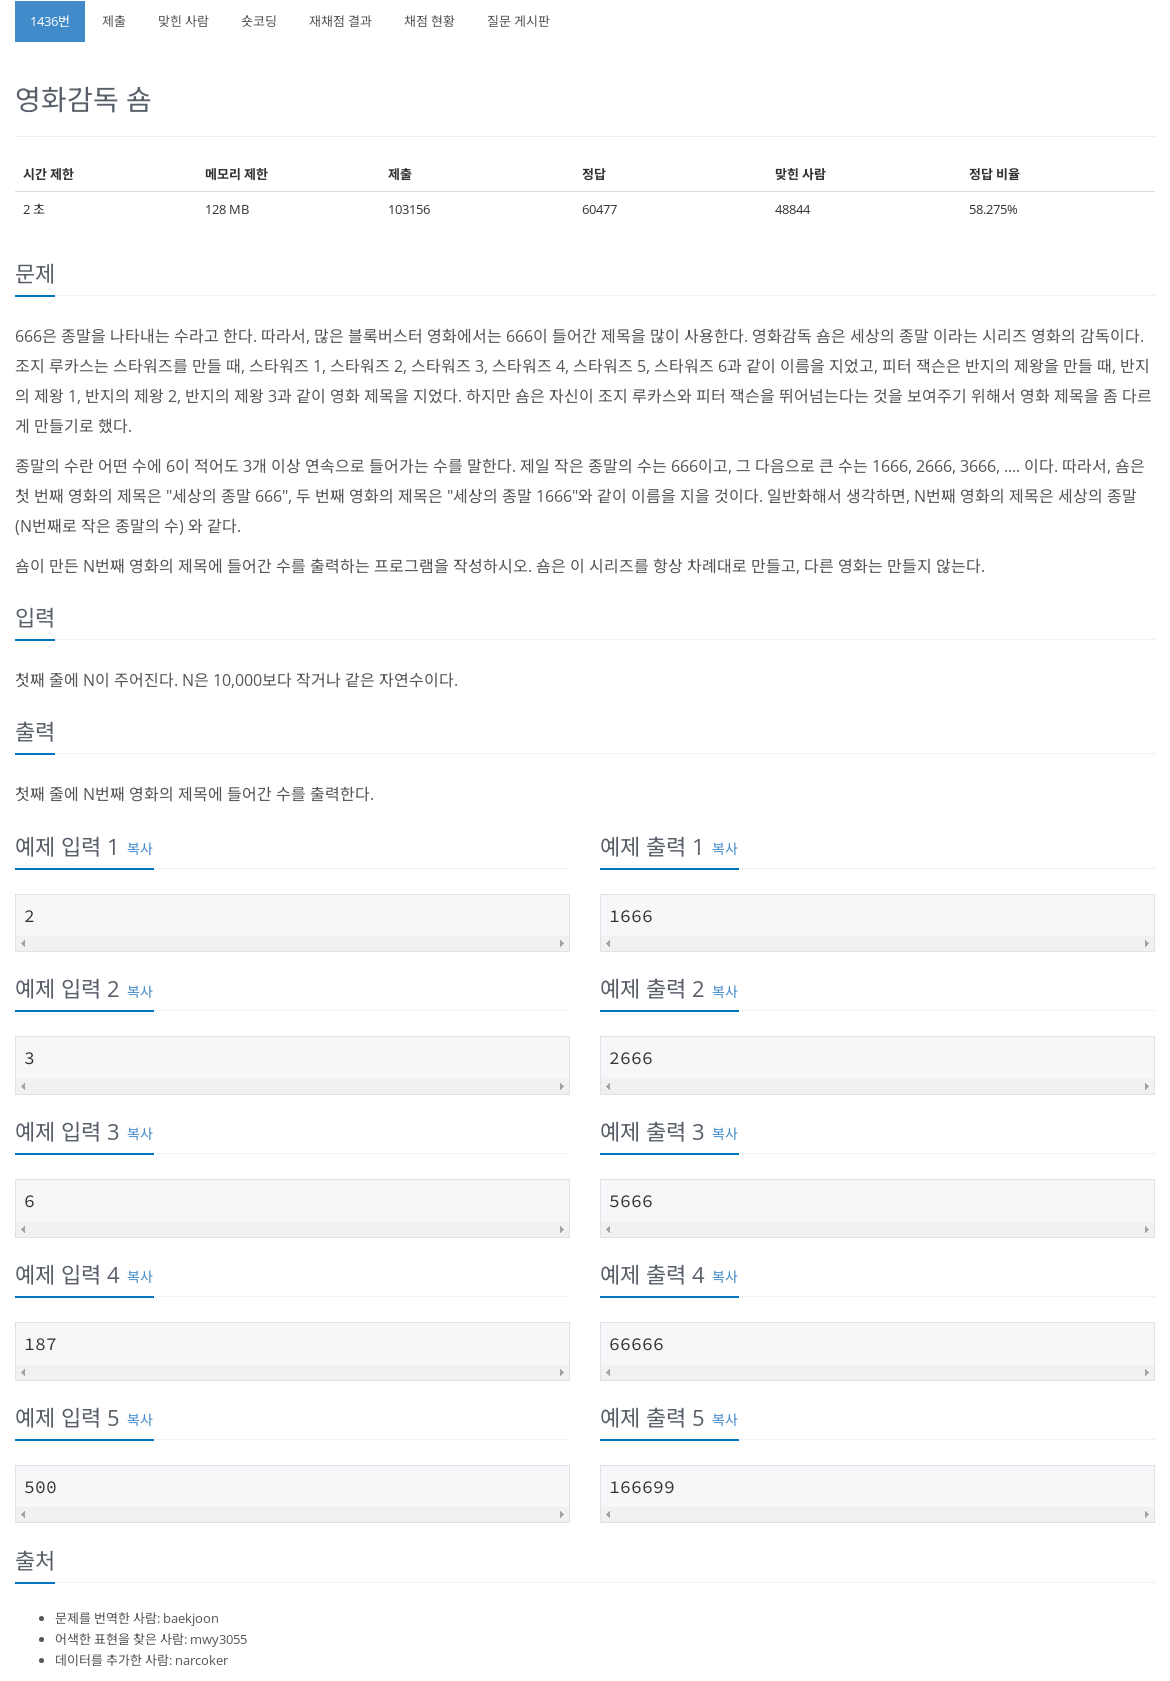 1436번 제출 맞힌 사람 숏코딩 재채점 결과 채점 현황 질문 게시판
영화감독 숌
시간 제한 메모리 제한 제출 정답 맞힌 사람 정답 비율
2 초 128 MB 103156 60477 48844 58.275%
문제
666은 종말을 나타내는 수라고 한다. 따라서, 많은 블록버스터 영화에서는 666이 들어간 제목을 많이 사용한다. 영화감독 숌은 세상의 종말 이라는 시리즈 영화의 감독이다.
조지 루카스는 스타워즈를 만들 때, 스타워즈 1, 스타워즈 2, 스타워즈 3, 스타워즈 4, 스타워즈 5, 스타워즈 6과 같이 이름을 지었고, 피터 잭슨은 반지의 제왕을 만들 때, 반지
의 제왕 1, 반지의 제왕 2, 반지의 제왕 3과 같이 영화 제목을 지었다. 하지만 숌은 자신이 조지 루카스와 피터 잭슨을 뛰어넘는다는 것을 보여주기 위해서 영화 제목을 좀 다르
게 만들기로 했다.
종말의 수란 어떤 수에 6이 적어도 3개 이상 연속으로 들어가는 수를 말한다. 제일 작은 종말의 수는 666이고, 그 다음으로 큰 수는 1666, 2666, 3666, .... 이다. 따라서, 숌은
첫 번째 영화의 제목은 "세상의 종말 666", 두 번째 영화의 제목은 "세상의 종말 1666"와 같이 이름을 지을 것이다. 일반화해서 생각하면, N번째 영화의 제목은 세상의 종말
(N번째로 작은 종말의 수) 와 같다.
숌이 만든 N번째 영화의 제목에 들어간 수를 출력하는 프로그램을 작성하시오. 숌은 이 시리즈를 항상 차례대로 만들고, 다른 영화는 만들지 않는다.
입력
첫째 줄에 N이 주어진다. N은 10,000보다 작거나 같은 자연수이다.
출력
첫째 줄에 N번째 영화의 제목에 들어간 수를 출력한다.
예제 입력 1 복사 예제 출력 1 복사
2 1666
예제 입력 2 복사 예제 출력 2 복사
3 2666
예제 입력 3 복사 예제 출력 3 복사
6 5666
예제 입력 4 복사 예제 출력 4 복사
187 66666
예제 입력 5 복사 예제 출력 5 복사
500 166699
출처
• 문제를 번역한 사람: baekjoon
• 어색한 표현을 찾은 사람: mwy3055
• 데이터를 추가한 사람: narcoker